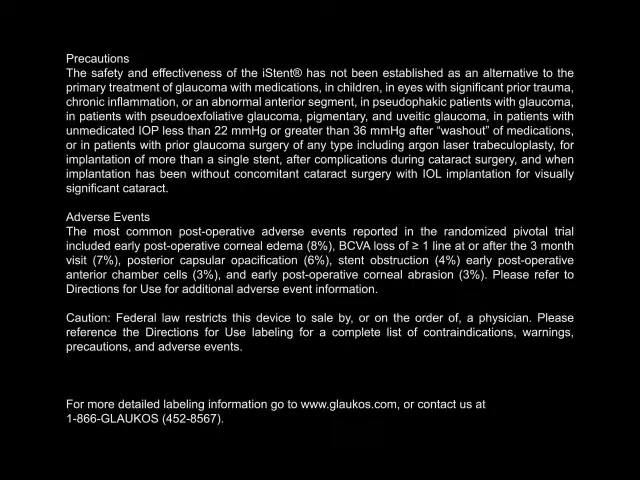 Precautions
The safety and effectiveness of the iStent® has not been established as an alternative to the
primary treatment of glaucoma with medications, in children, in eyes with significant prior trauma,
chronic inflammation, or an abnormal anterior segment, in pseudophakic patients with glaucoma,
in patients with pseudoexfoliative glaucoma, pigmentary, and uveitic glaucoma, in patients with
unmedicated IOP less than 22 mmHg or greater than 36 mmHg after “washout” of medications,
or in patients with prior glaucoma surgery of any type including argon laser trabeculoplasty, for
implantation of more than a single stent, after complications during cataract surgery, and when
implantation has been without concomitant cataract surgery with IOL implantation for visually
significant cataract.
Adverse Events
The most common post-operative adverse events reported in the randomized pivotal trial
included early post-operative corneal edema (8%), BCVA loss of ≥ 1 line at or after the 3 month
visit (7%), posterior capsular opacification (6%), stent obstruction (4%) early post-operative
anterior chamber cells (3%), and early post-operative corneal abrasion (3%). Please refer to
Directions for Use for additional adverse event information.
Caution: Federal law restricts this device to sale by, or on the order of, a physician. Please
reference the Directions for Use labeling for a complete list of contraindications, warnings,
precautions, and adverse events.
For more detailed labeling information go to www.glaukos.com, or contact us at
1-866-GLAUKOS (452-8567).